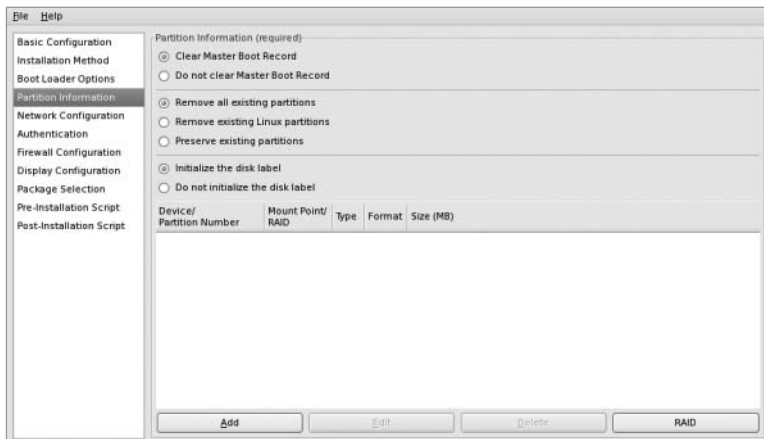 File Help
Basic Configuration
Installation Method
Boot Loader Options
Partition Information
Network Configuration
Authentication
Firewall Configuration
Display Configuration
Package Selection
Pre-Installation Script
Post-Installation Script
Partition Information (required)
Clear Master Boot Record
Do not clear Master Boot Record
Remove all existing partitions
Remove existing Linux partitions
Preserve existing partitions
Initialize the disk label
Do not initialize the disk label
Device/
Partition Number
Mount Point/
RAID
Type
Format
Size (MB)
Add
Edit
Delete
RAID